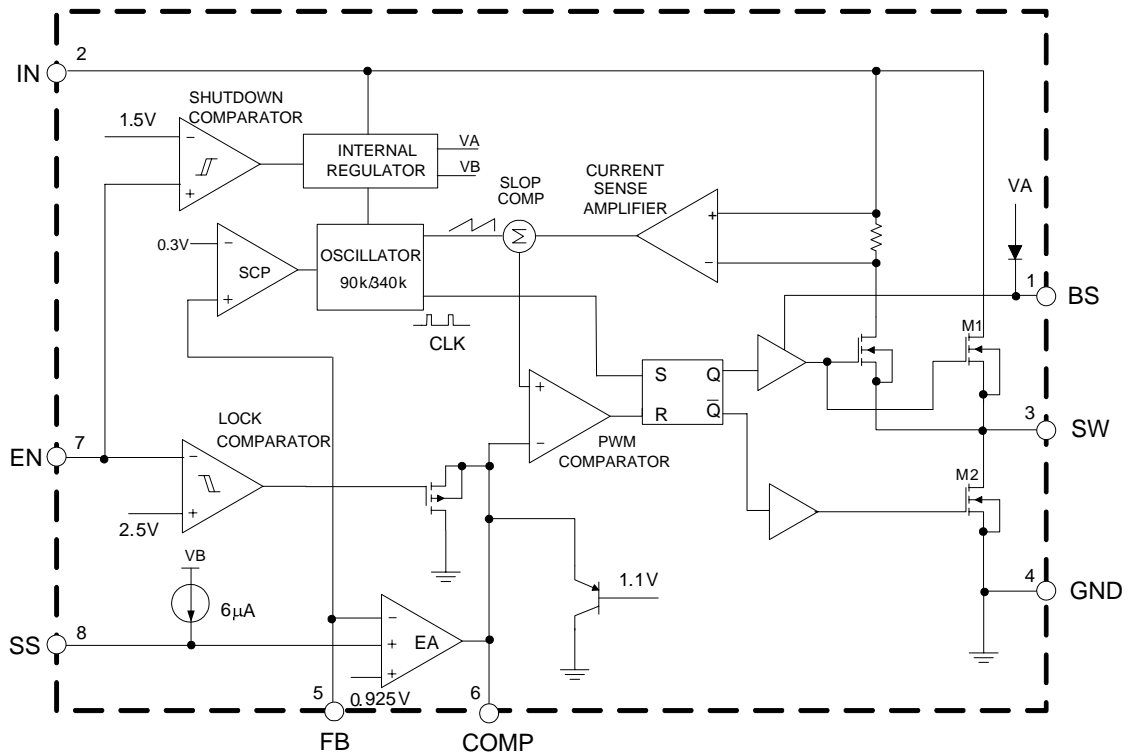 2
IN
SHUTDOWN
COMPARATOR
1.5V
−
+
INTERNAL
REGULATOR
VA
VB
SLOP
COMP
Σ
CURRENT
SENSE
AMPLIFIER
+
−
VA
1
BS
0.3V
−
+
SCP
OSCILLATOR
90k/340k
CLK
M1
S
Q
R
Q̅
+
−
PWM
COMPARATOR
3
SW
7
EN
LOCK
COMPARATOR
−
+
2.5V
M2
VB
6μA
1.1V
4
GND
8
SS
−
+
+
EA
0.925V
5
FB
6
COMP